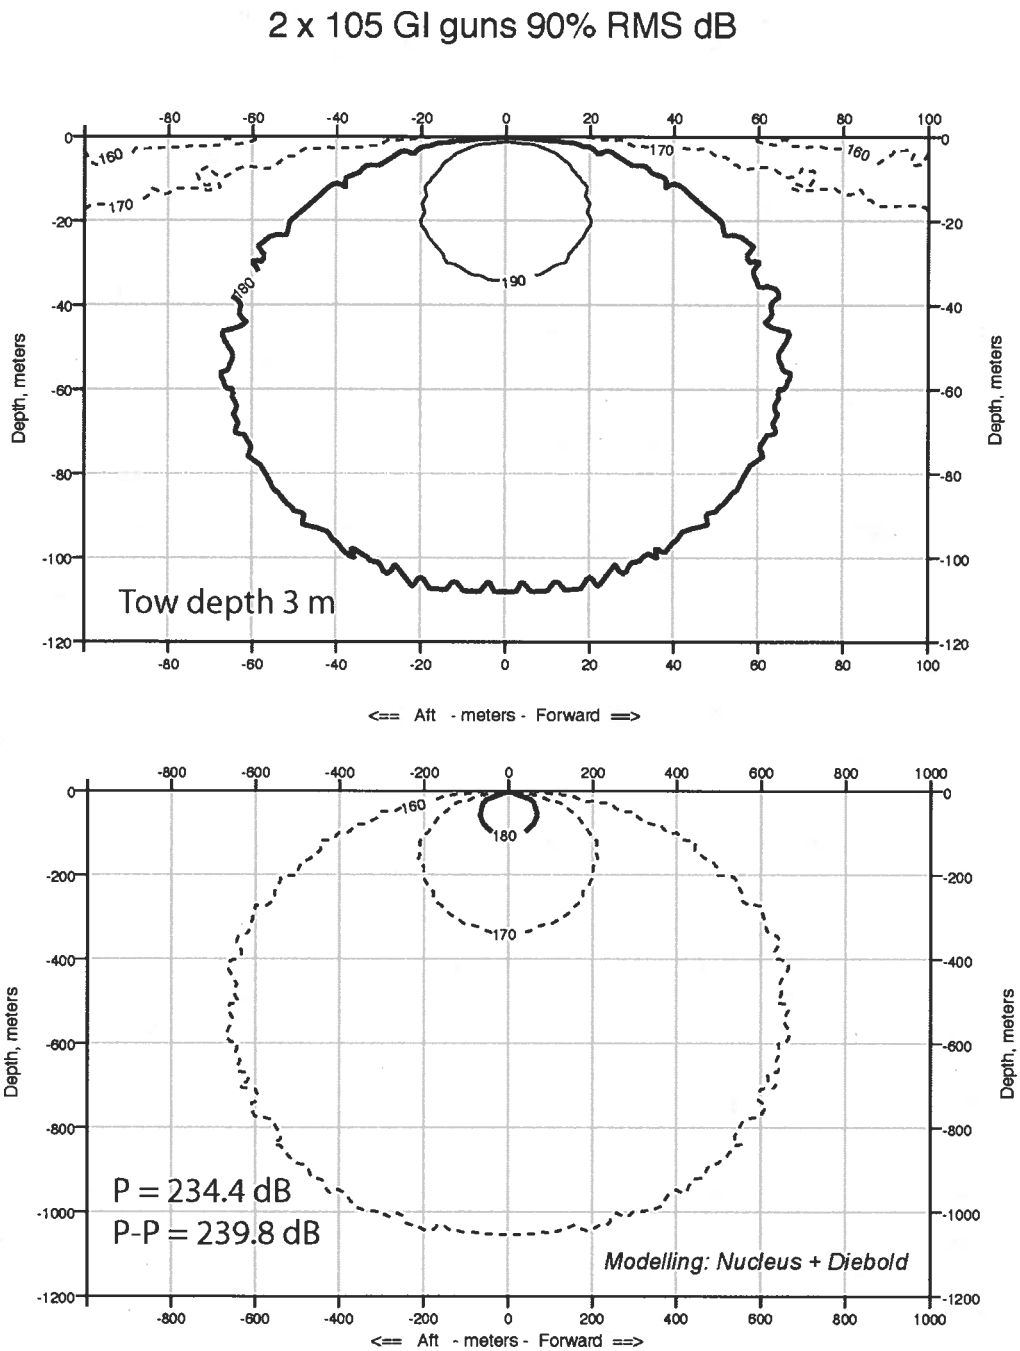 2 x 105 GI guns 90% RMS dB
-80 -60 -40 -20 0 20 40 60 80 100
0 0
160 170 160
170
-20 -20
190
180
-40 -40
Depth, meters Depth, meters
-60 -60
-80 -80
-100 -100
Tow depth 3 m
-120 -120
-80 -60 -40 -20 0 20 40 60 80 100
<== Aft - meters - Forward ==>
-800 -600 -400 -200 0 200 400 600 800 1000
0 0
160
180
-200 -200
170
-400 -400
Depth, meters Depth, meters
-600 -600
-800 -800
P = 234.4 dB
-1000 -1000
P-P = 239.8 dB
Modelling: Nucleus + Diebold
-1200 -1200
-800 -600 -400 -200 0 200 400 600 800 1000
<== Aft - meters - Forward ==>